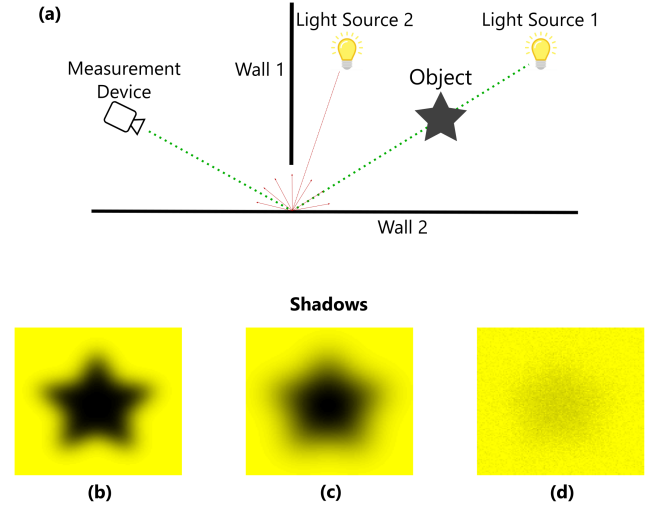 (a)
Light Source 2
Light Source 1
Wall 1
Measurement
Device
Object
Wall 2
Shadows
(b)
(c)
(d)